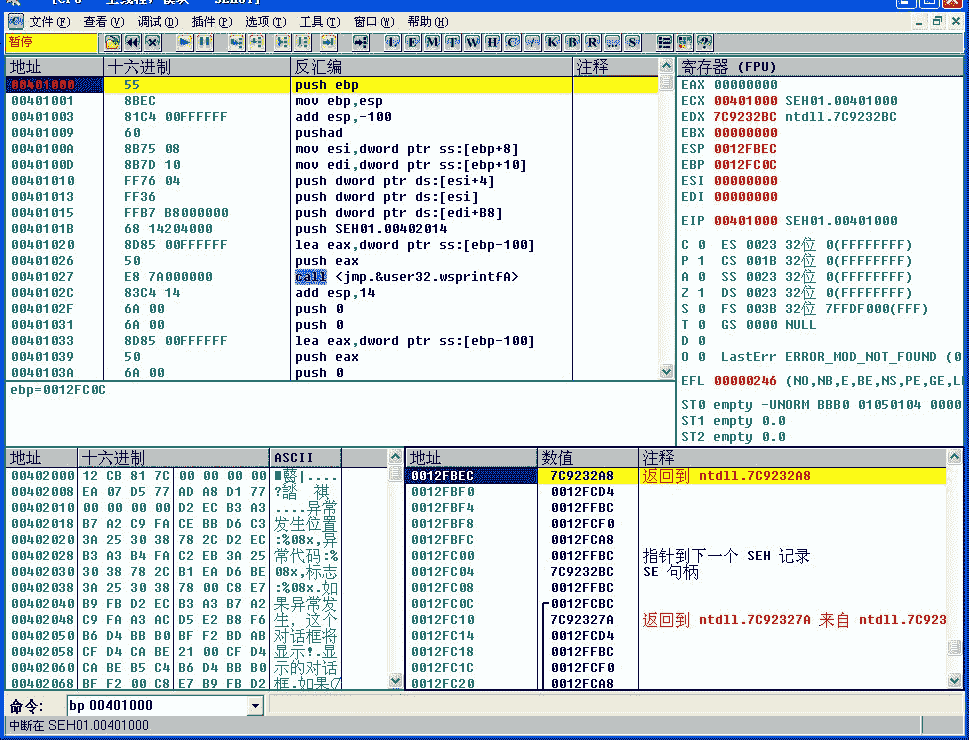 文件(F) 查看(V) 调试(D) 插件(P) 选项(T) 工具(T) 窗口(W) 帮助(H)
暂停
L E M T W H C / K B R ... S
地址 十六进制 反汇编 注释
00401000 55 push ebp
00401001 8BEC mov ebp,esp
00401003 81C4 00FFFFFF add esp,-100
00401009 60 pushad
0040100A 8B75 08 mov esi,dword ptr ss:[ebp+8]
0040100D 8B7D 10 mov edi,dword ptr ss:[ebp+10]
00401010 FF76 04 push dword ptr ds:[esi+4]
00401013 FF36 push dword ptr ds:[esi]
00401015 FFB7 B8000000 push dword ptr ds:[edi+B8]
0040101B 68 14204000 push SEH01.00402014
00401020 8D85 00FFFFFF lea eax,dword ptr ss:[ebp-100]
00401026 50 push eax
00401027 E8 7A000000 call <jmp.&user32.wsprintfA>
0040102C 83C4 14 add esp,14
0040102F 6A 00 push 0
00401031 6A 00 push 0
00401033 8D85 00FFFFFF lea eax,dword ptr ss:[ebp-100]
00401039 50 push eax
0040103A 6A 00 push 0
ebp=0012FC0C
寄存器 (FPU)
EAX 00000000
ECX 00401000 SEH01.00401000
EDX 7C9232BC ntdll.7C9232BC
EBX 00000000
ESP 0012FBEC
EBP 0012FC0C
ESI 00000000
EDI 00000000
EIP 00401000 SEH01.00401000
C 0 ES 0023 32位 0(FFFFFFFF)
P 1 CS 001B 32位 0(FFFFFFFF)
A 0 SS 0023 32位 0(FFFFFFFF)
Z 1 DS 0023 32位 0(FFFFFFFF)
S 0 FS 003B 32位 7FFDF000(FFF)
T 0 GS 0000 NULL
D 0
O 0 LastErr ERROR_MOD_NOT_FOUND (0
EFL 00000246 (NO,NB,E,BE,NS,PE,GE,L
ST0 empty -UNORM BBB0 01050104 0000
ST1 empty 0.0
ST2 empty 0.0
地址 十六进制 ASCII
00402000 12 CB 81 7C 00 00 00 00
00402008 EA 07 D5 77 AD A8 D1 77
00402010 00 00 00 00 D2 EC B3 A3 ....异常
00402018 B7 A2 C9 FA CE BB D6 C3 发生位置
00402020 3A 25 30 38 78 2C D2 EC :%08x,异
00402028 B3 A3 B4 FA C2 EB 3A 25 常代码:%
00402030 30 38 78 2C B1 EA D6 BE 08x,标志
00402038 3A 25 30 38 78 00 C8 E7 :%08x.如
00402040 B9 FB D2 EC B3 A3 B7 A2 果异常发
00402048 C9 FA A3 AC D5 E2 B8 F6 生，这个
00402050 B6 D4 BB B0 BF F2 BD AB 对话框将
00402058 CF D4 CA BE 21 00 CF D4 显示!.显
00402060 CA BE B5 C4 B6 D4 BB B0 示的对话
00402068 BF F2 00 C8 E7 B9 FB D2 框.如果
地址 数值 注释
0012FBEC 7C9232A8 返回到 ntdll.7C9232A8
0012FBF0 0012FCD4
0012FBF4 0012FFBC
0012FBF8 0012FCF0
0012FBFC 0012FCA8
0012FC00 0012FFBC 指针到下一个 SEH 记录
0012FC04 7C9232BC SE 句柄
0012FC08 0012FFBC
0012FC0C 0012FCBC
0012FC10 7C92327A 返回到 ntdll.7C92327A 来自 ntdll.7C923
0012FC14 0012FCD4
0012FC18 0012FFBC
0012FC1C 0012FCF0
0012FC20 0012FCA8
命令: bp 00401000
中断在 SEH01.00401000